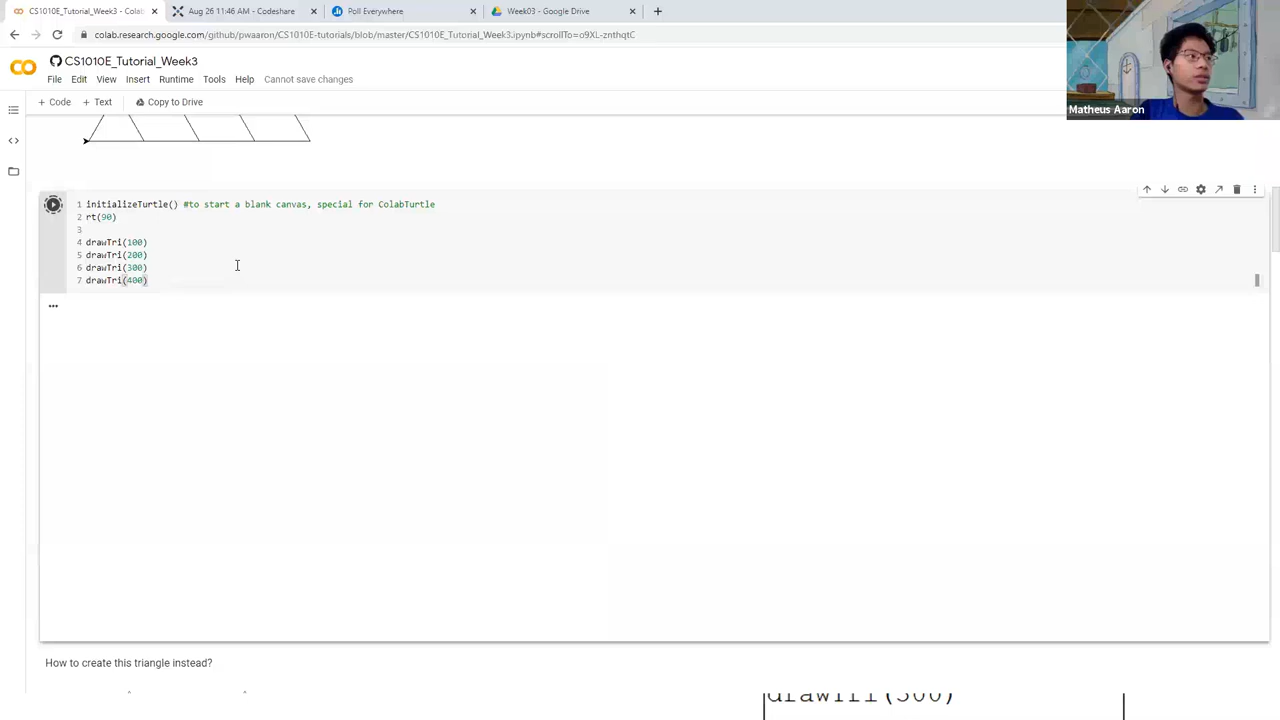 CS1010E_Tutorial_Week3 - Colab
Aug 26 11:46 AM - Codeshare
Poll Everywhere
Week03 - Google Drive
colab.research.google.com/github/pwaaron/CS1010E-tutorials/blob/master/CS1010E_Tutorial_Week3.ipynb#scrollTo=o9XL-znthqtC
CS1010E_Tutorial_Week3
File Edit View Insert Runtime Tools Help Cannot save changes
+ Code + Text Copy to Drive
Matheus Aaron
1 initializeTurtle() #to start a blank canvas, special for ColabTurtle
2 rt(90)
3
4 drawTri(100)
5 drawTri(200)
6 drawTri(300)
7 drawTri(400)
How to create this triangle instead?
drawTri(300)